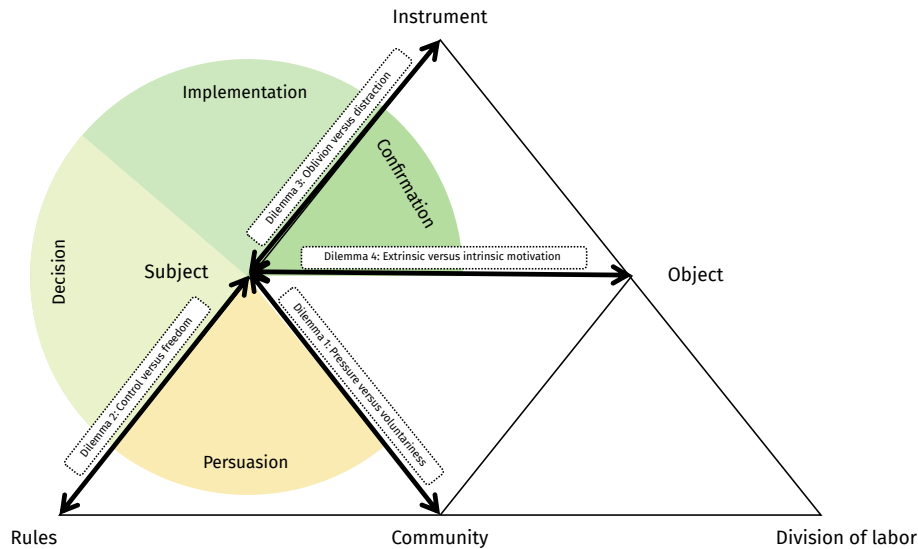 Instrument
Implementation
Dilemma 3: Oblivion versus distraction
Confirmation
Dilemma 4: Extrinsic versus intrinsic motivation
Decision
Subject
Object
Dilemma 2: Control versus freedom
Dilemma 1: Pressure versus voluntariness
Persuasion
Rules
Community
Division of labor